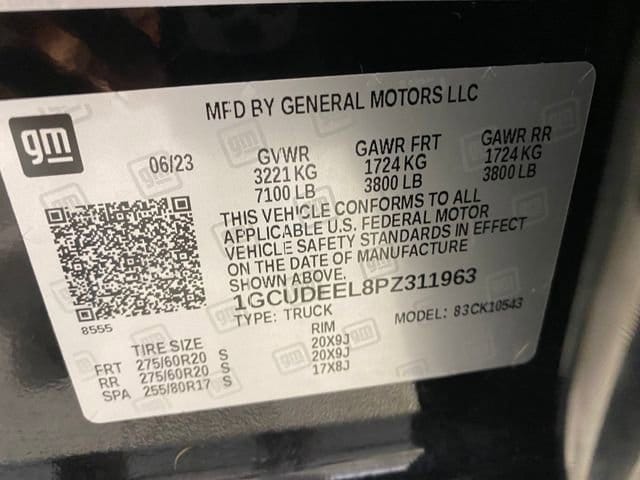 MFD BY GENERAL MOTORS LLC
gm
06/23 GVWR GAWR FRT GAWR RR
3221 KG 1724 KG 1724 KG
7100 LB 3800 LB 3800 LB
THIS VEHICLE CONFORMS TO ALL
APPLICABLE U.S. FEDERAL MOTOR
VEHICLE SAFETY STANDARDS IN EFFECT
ON THE DATE OF MANUFACTURE
SHOWN ABOVE.
1GCUDEEL8PZ311963
TYPE: TRUCK MODEL: 83CK10543
8555
TIRE SIZE RIM
FRT 275/60R20 S 20X9J
RR 275/60R20 S 20X9J
SPA 255/80R17 S 17X8J